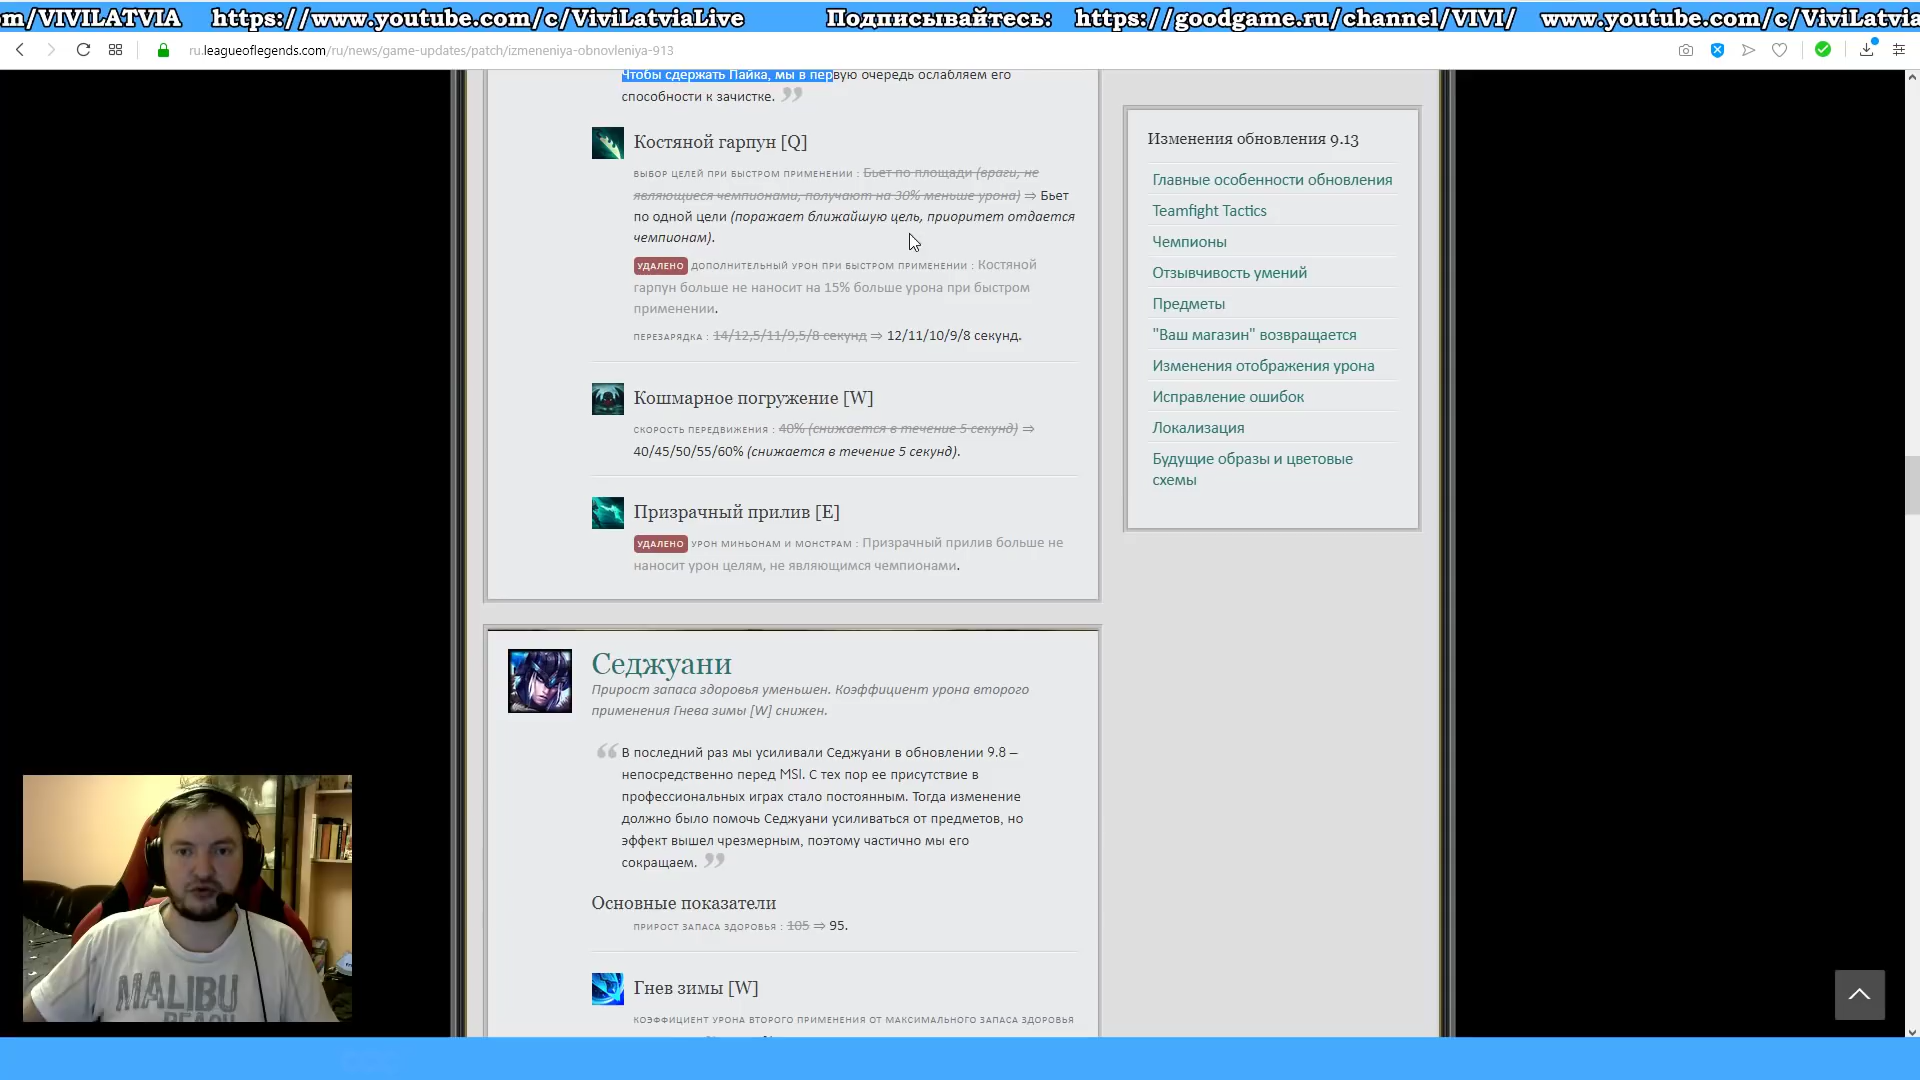 om/VIVILATVIA https://www.youtube.com/c/ViviLatviaLive Подписывайтесь: https://goodgame.ru/channel/VIVI/ www.youtube.com/c/ViviLatvia
ru.leagueoflegends.com/ru/news/game-updates/patch/izmeneniya-obnovleniya-913
Чтобы сдержать Пайка, мы в первую очередь ослабляем его
способности к зачистке.
Костяной гарпун [Q]
ВЫБОР ЦЕЛЕЙ ПРИ БЫСТРОМ ПРИМЕНЕНИИ : Бьет по площади (враги, не
являющиеся чемпионами, получают на 30% меньше урона) ⇒ Бьет
по одной цели (поражает ближайшую цель, приоритет отдается
чемпионам).
УДАЛЕНО ДОПОЛНИТЕЛЬНЫЙ УРОН ПРИ БЫСТРОМ ПРИМЕНЕНИИ : Костяной
гарпун больше не наносит на 15% больше урона при быстром
применении.
ПЕРЕЗАРЯДКА : 14/12,5/11/9,5/8 секунд ⇒ 12/11/10/9/8 секунд.
Кошмарное погружение [W]
СКОРОСТЬ ПЕРЕДВИЖЕНИЯ : 40% (снижается в течение 5 секунд) ⇒
40/45/50/55/60% (снижается в течение 5 секунд).
Призрачный прилив [E]
УДАЛЕНО УРОН МИНЬОНАМ И МОНСТРАМ : Призрачный прилив больше не
наносит урон целям, не являющимся чемпионами.
Седжуани
Прирост запаса здоровья уменьшен. Коэффициент урона второго
применения Гнева зимы [W] снижен.
В последний раз мы усиливали Седжуани в обновлении 9.8 –
непосредственно перед MSI. С тех пор ее присутствие в
профессиональных играх стало постоянным. Тогда изменение
должно было помочь Седжуани усиливаться от предметов, но
эффект вышел чрезмерным, поэтому частично мы его
сокращаем.
Основные показатели
ПРИРОСТ ЗАПАСА ЗДОРОВЬЯ : 105 ⇒ 95.
Гнев зимы [W]
КОЭФФИЦИЕНТ УРОНА ВТОРОГО ПРИМЕНЕНИЯ ОТ МАКСИМАЛЬНОГО ЗАПАСА ЗДОРОВЬЯ
Изменения обновления 9.13
Главные особенности обновления
Teamfight Tactics
Чемпионы
Отзывчивость умений
Предметы
"Ваш магазин" возвращается
Изменения отображения урона
Исправление ошибок
Локализация
Будущие образы и цветовые
схемы
MALIBU
BEACH